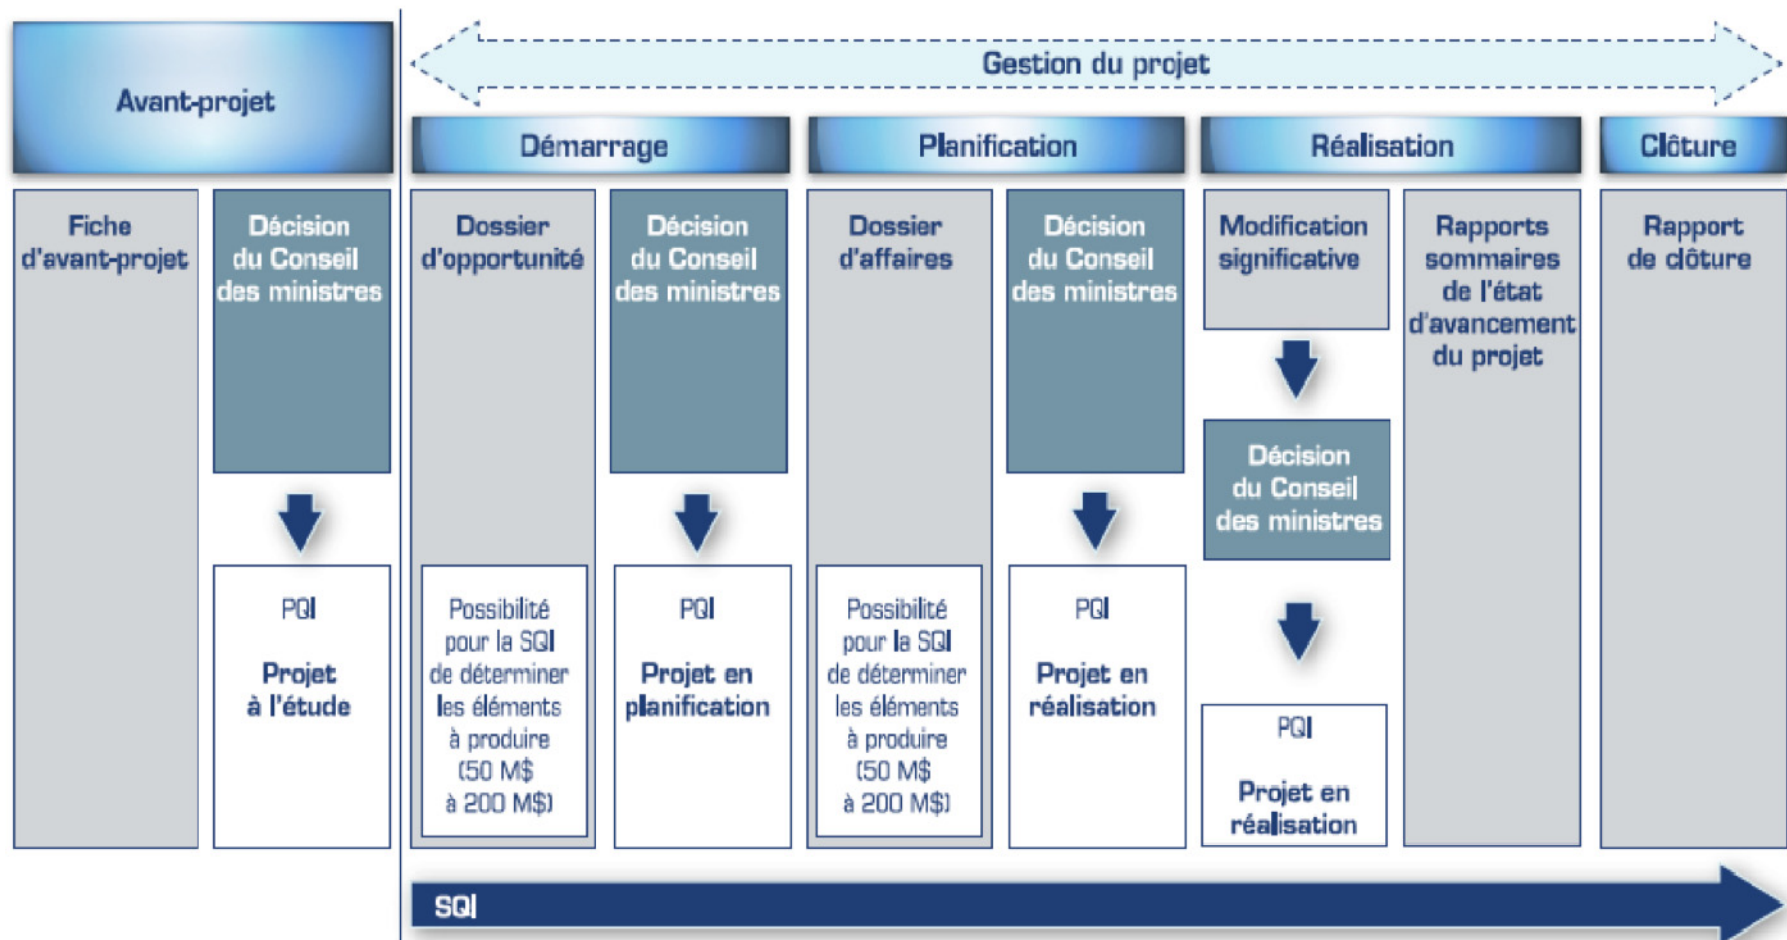 Avant-projet
Gestion du projet
Démarrage
Planification
Réalisation
Clôture
Fiche
d'avant-projet
Décision
du Conseil
des ministres
PQI
Projet
à l'étude
Dossier
d'opportunité
Possibilité
pour la SQI
de déterminer
les éléments
à produire
(50 M$
à 200 M$)
Décision
du Conseil
des ministres
PQI
Projet en
planification
Dossier
d'affaires
Possibilité
pour la SQI
de déterminer
les éléments
à produire
(50 M$
à 200 M$)
Décision
du Conseil
des ministres
PQI
Projet en
réalisation
Modification
significative
Décision
du Conseil
des ministres
PQI
Projet en
réalisation
Rapports
sommaires
de l'état
d'avancement
du projet
Rapport
de clôture
SQI